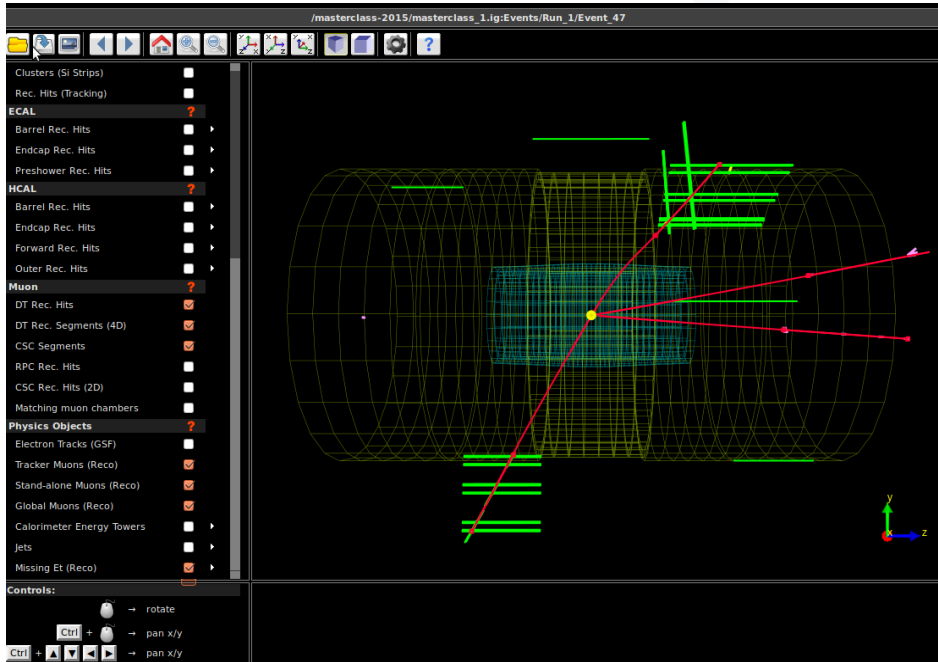 /masterclass-2015/masterclass_1.ig:Events/Run_1/Event_47
Clusters (Si Strips)
Rec. Hits (Tracking)
ECAL ?
Barrel Rec. Hits
Endcap Rec. Hits
Preshower Rec. Hits
HCAL ?
Barrel Rec. Hits
Endcap Rec. Hits
Forward Rec. Hits
Outer Rec. Hits
Muon ?
DT Rec. Hits
DT Rec. Segments (4D)
CSC Segments
RPC Rec. Hits
CSC Rec. Hits (2D)
Matching muon chambers
Physics Objects ?
Electron Tracks (GSF)
Tracker Muons (Reco)
Stand-alone Muons (Reco)
Global Muons (Reco)
Calorimeter Energy Towers
Jets
Missing Et (Reco)
y
x z
Controls:
→ rotate
Ctrl + → pan x/y
Ctrl + ▲ ▼ ◀ ▶ → pan x/y